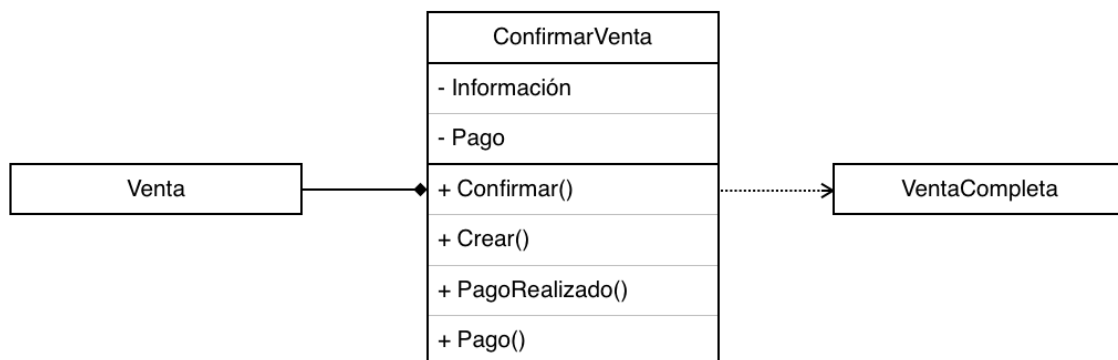 ConfirmarVenta
- Información
- Pago
Venta
+ Confirmar()
VentaCompleta
+ Crear()
+ PagoRealizado()
+ Pago()